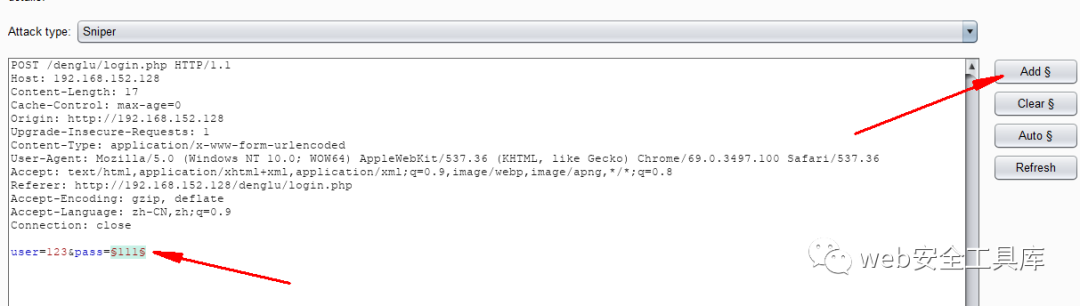 Attack type: Sniper
POST /denglu/login.php HTTP/1.1
Host: 192.168.152.128
Content-Length: 17
Cache-Control: max-age=0
Origin: http://192.168.152.128
Upgrade-Insecure-Requests: 1
Content-Type: application/x-www-form-urlencoded
User-Agent: Mozilla/5.0 (Windows NT 10.0; WOW64) AppleWebKit/537.36 (KHTML, like Gecko) Chrome/69.0.3497.100 Safari/537.36
Accept: text/html,application/xhtml+xml,application/xml;q=0.9,image/webp,image/apng,*/*;q=0.8
Referer: http://192.168.152.128/denglu/login.php
Accept-Encoding: gzip, deflate
Accept-Language: zh-CN,zh;q=0.9
Connection: close
user=123&pass=§111§
Add §
Clear §
Auto §
Refresh
web安全工具库